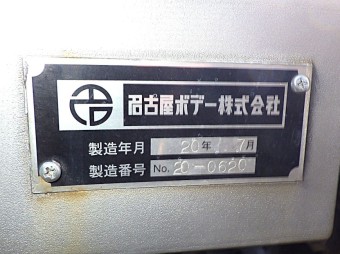 名古屋ボデー株式会社
製造年月 20年 7月
製造番号 No. 20-0620